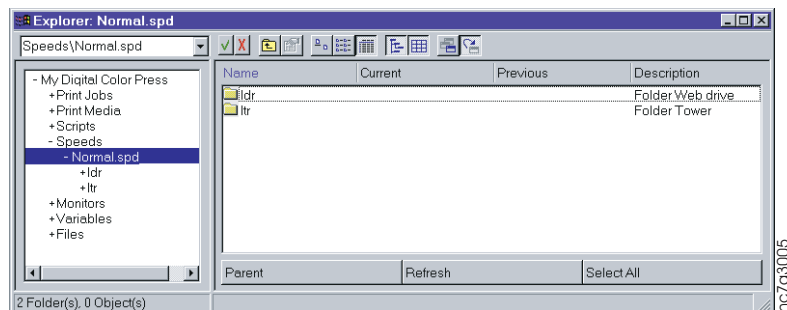 Explorer: Normal.spd
Speeds\Normal.spd
- My Digital Color Press
+Print Jobs
+Print Media
+Scripts
- Speeds
- Normal.spd
+ldr
+ltr
+Monitors
+Variables
+Files
Name Current Previous Description
ldr Folder Web drive
ltr Folder Tower
Parent Refresh Select All
2 Folder(s), 0 Object(s)